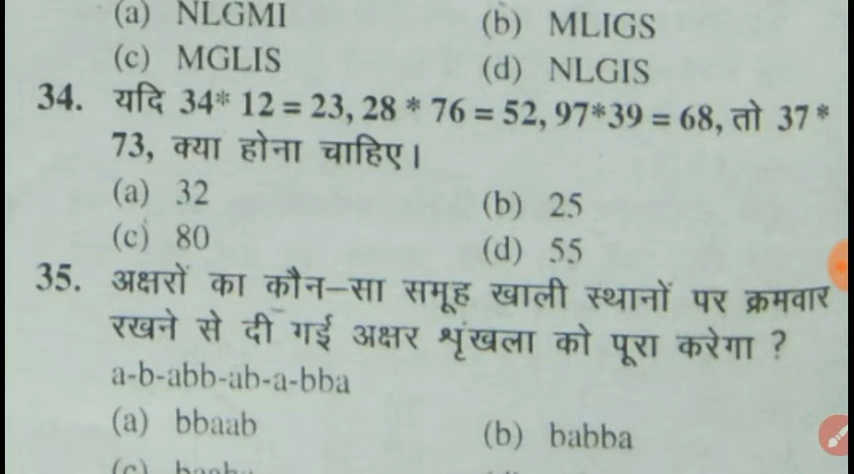 (a) NLGMI (b) MLIGS
(c) MGLIS (d) NLGIS
34. यदि 34* 12 = 23, 28 * 76 = 52, 97*39 = 68, तो 37 *
73, क्या होना चाहिए।
(a) 32 (b) 25
(c) 80 (d) 55
35. अक्षरों का कौन-सा समूह खाली स्थानों पर क्रमवार
रखने से दी गई अक्षर श्रृंखला को पूरा करेगा ?
a-b-abb-ab-a-bba
(a) bbaab (b) babba
(c)